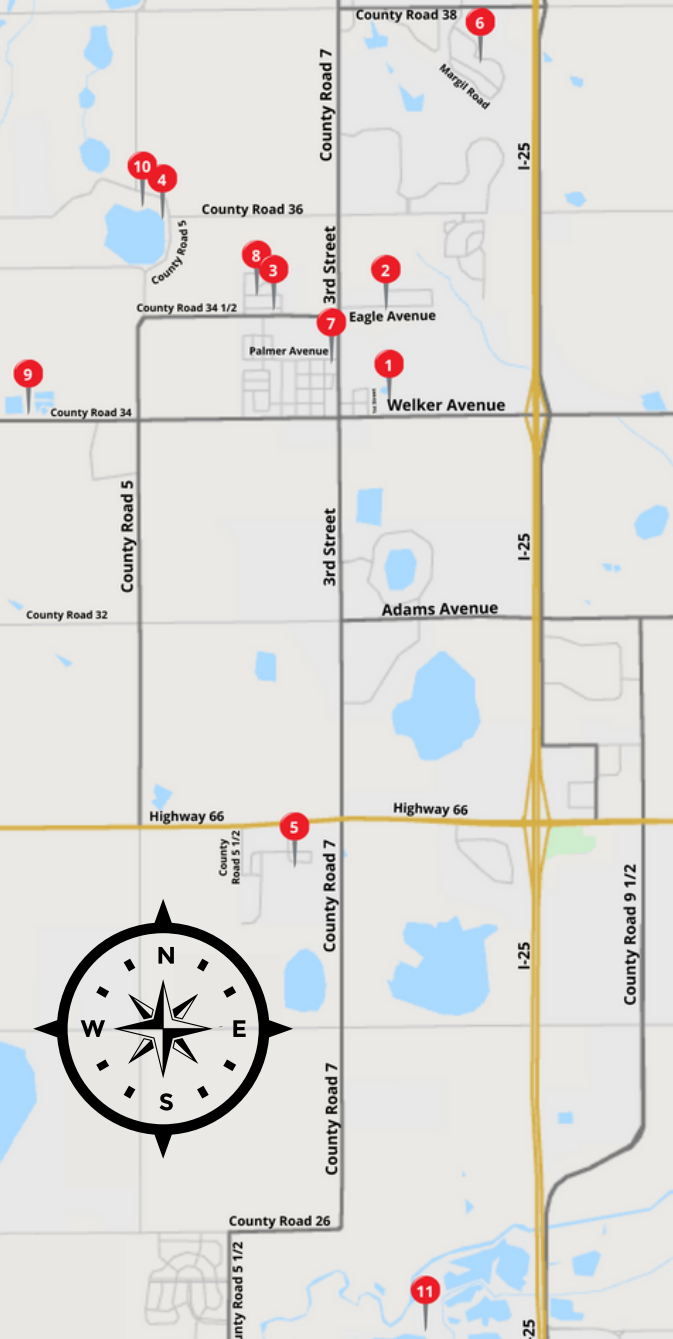 County Road 38
6
County Road 7
Margil Road
I-25
10
4
County Road 36
County Road 5
8
3
3rd Street
2
County Road 34 1/2
Eagle Avenue
7
Palmer Avenue
1
9
1st Street
Welker Avenue
County Road 34
County Road 5
3rd Street
I-25
County Road 32
Adams Avenue
Highway 66
Highway 66
5
County
Road 5 1/2
County Road 7
County Road 9 1/2
I-25
N
W
E
S
County Road 7
County Road 26
unty Road 5 1/2
11
-25